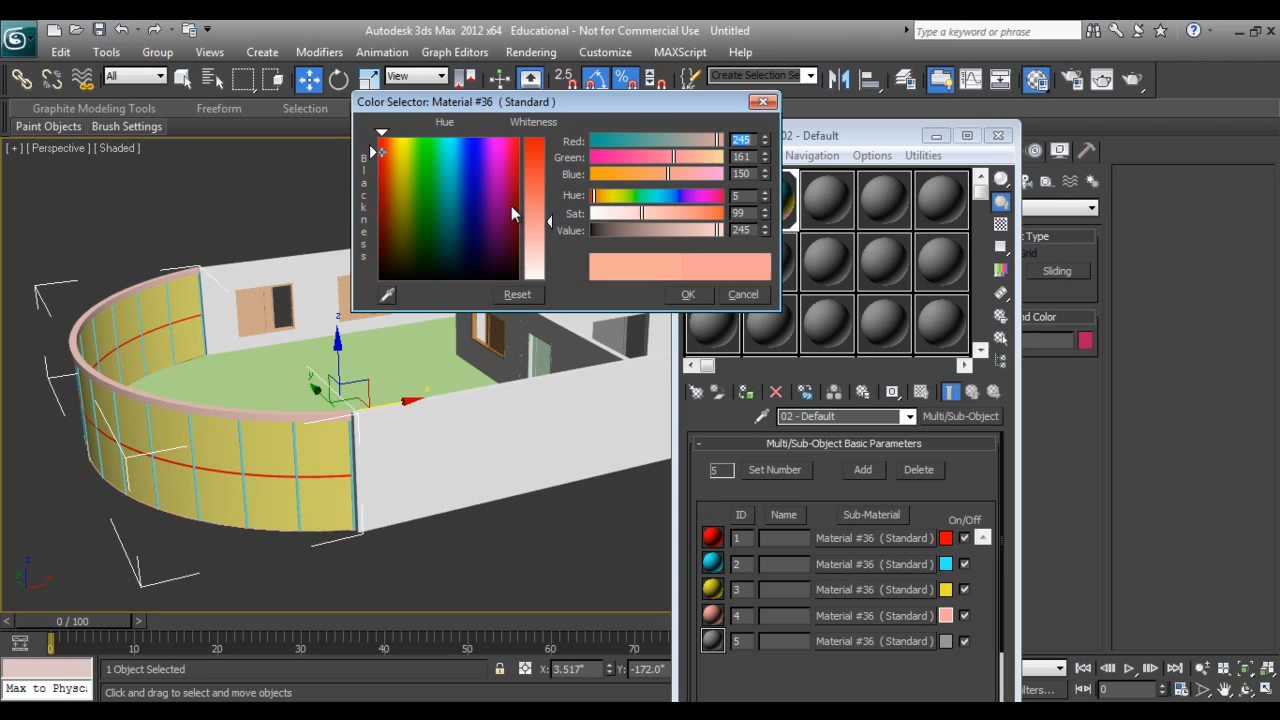 Autodesk 3ds Max 2012 x64 Educational - Not for Commercial Use Untitled
Type a keyword or phrase
Edit Tools Group Views Create Modifiers Animation Graph Editors Rendering Customize MAXScript Help
All View 2.5 Create Selection Se
Graphite Modeling Tools Freeform Selection
Paint Objects Brush Settings
[ + ] [ Perspective ] [ Shaded ]
Color Selector: Material #36 ( Standard )
Hue Whiteness
Blackness
Red: 245
Green: 161
Blue: 150
Hue: 5
Sat: 99
Value: 245
Reset OK Cancel
02 - Default
Navigation Options Utilities
t Type
Grid
Sliding
nd Color
z
y
x
02 - Default Multi/Sub-Object
- Multi/Sub-Object Basic Parameters
5 Set Number Add Delete
ID Name Sub-Material On/Off
1 Material #36 ( Standard )
2 Material #36 ( Standard )
3 Material #36 ( Standard )
4 Material #36 ( Standard )
5 Material #36 ( Standard )
z
y
x
< 0 / 100 >
0 10 20 30 40 50 60 70
1 Object Selected X: 3.517" -172.0"
Max to Physc
Click and drag to select and move objects
ilters... 0